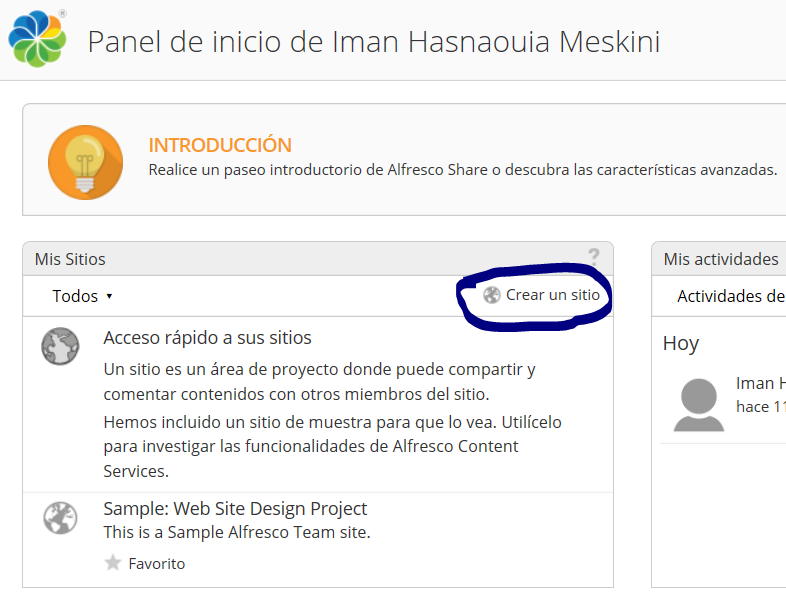 Panel de inicio de Iman Hasnaouia Meskini
INTRODUCCIÓN
Realice un paseo introductorio de Alfresco Share o descubra las características avanzadas.
Mis Sitios
?
Todos
Crear un sitio
Acceso rápido a sus sitios
Un sitio es un área de proyecto donde puede compartir y
comentar contenidos con otros miembros del sitio.
Hemos incluido un sitio de muestra para que lo vea. Utilícelo
para investigar las funcionalidades de Alfresco Content
Services.
Sample: Web Site Design Project
This is a Sample Alfresco Team site.
Favorito
Mis actividades
Actividades de
Hoy
Iman H
hace 11